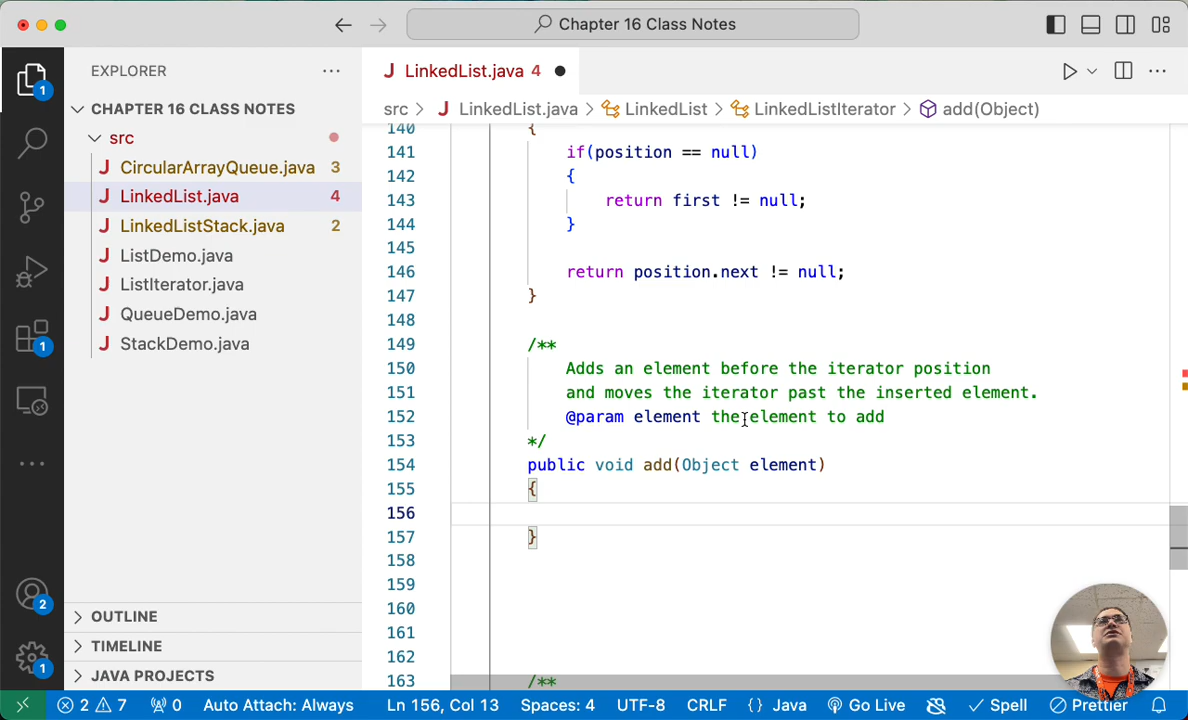 Chapter 16 Class Notes
EXPLORER
LinkedList.java 4
src > LinkedList.java > LinkedList > LinkedListIterator > add(Object)
CHAPTER 16 CLASS NOTES
src
CircularArrayQueue.java 3
LinkedList.java 4
LinkedListStack.java 2
ListDemo.java
ListIterator.java
QueueDemo.java
StackDemo.java
OUTLINE
TIMELINE
JAVA PROJECTS
1
1
2
1
140 {
141 if(position == null)
142 {
143 return first != null;
144 }
145
146 return position.next != null;
147 }
148
149 /**
150 Adds an element before the iterator position
151 and moves the iterator past the inserted element.
152 @param element the element to add
153 */
154 public void add(Object element)
155 {
156
157 }
158
159
160
161
162
163 /**
2 7 0 Auto Attach: Always Ln 156, Col 13 Spaces: 4 UTF-8 CRLF {} Java Go Live Spell Prettier